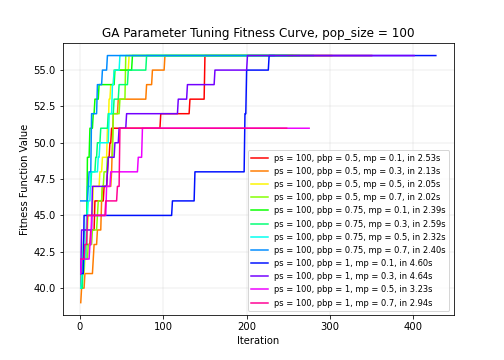 GA Parameter Tuning Fitness Curve, pop_size = 100
Fitness Function Value
55.0
52.5
50.0
47.5
45.0
42.5
40.0
ps = 100, pbp = 0.5, mp = 0.1, in 2.53s
ps = 100, pbp = 0.5, mp = 0.3, in 2.13s
ps = 100, pbp = 0.5, mp = 0.5, in 2.05s
ps = 100, pbp = 0.5, mp = 0.7, in 2.02s
ps = 100, pbp = 0.75, mp = 0.1, in 2.39s
ps = 100, pbp = 0.75, mp = 0.3, in 2.59s
ps = 100, pbp = 0.75, mp = 0.5, in 2.32s
ps = 100, pbp = 0.75, mp = 0.7, in 2.40s
ps = 100, pbp = 1, mp = 0.1, in 4.60s
ps = 100, pbp = 1, mp = 0.3, in 4.64s
ps = 100, pbp = 1, mp = 0.5, in 3.23s
ps = 100, pbp = 1, mp = 0.7, in 2.94s
0 100 200 300 400
Iteration